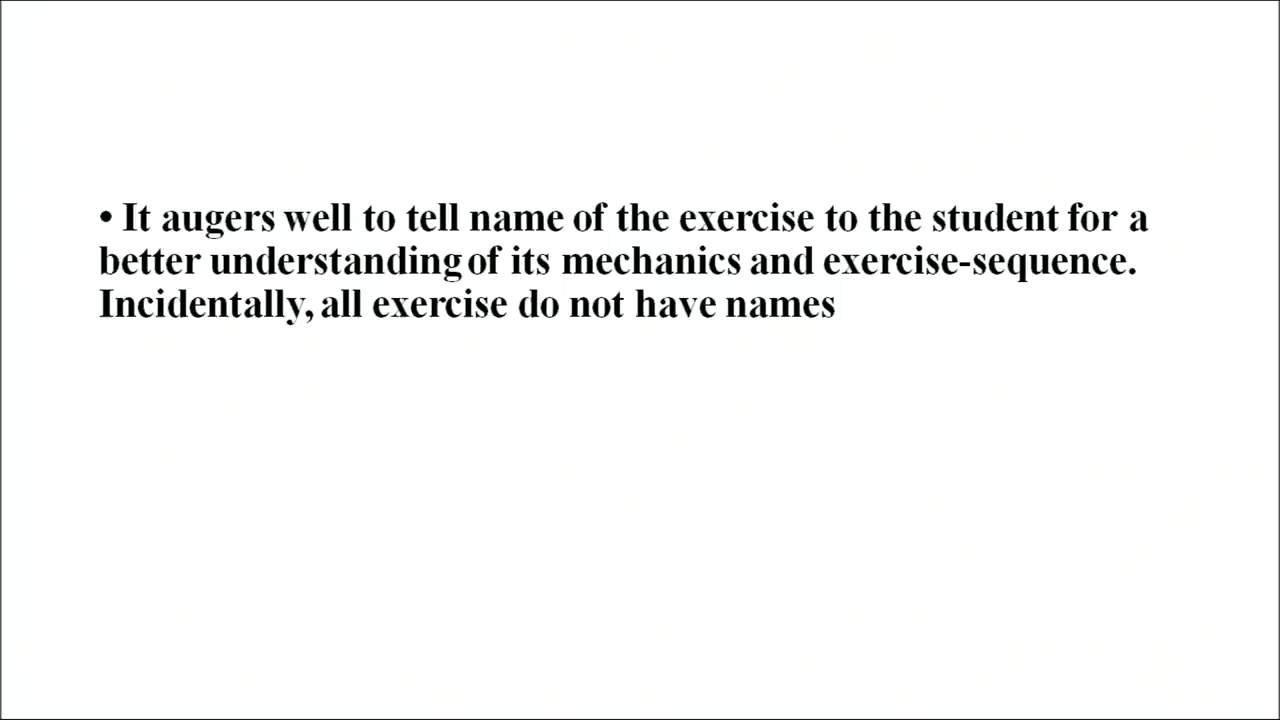 • It augers well to tell name of the exercise to the student for a
better understanding of its mechanics and exercise-sequence.
Incidentally, all exercise do not have names